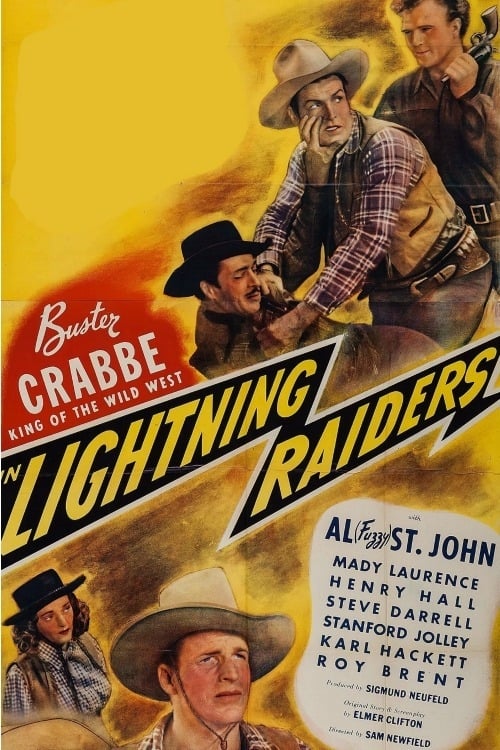 Buster
CRABBE
KING OF THE WILD WEST
IN LIGHTNING
RAIDERS
with
AL (Fuzzy) ST. JOHN
MADY LAURENCE
HENRY HALL
STEVE DARRELL
STANFORD JOLLEY
KARL HACKETT
ROY BRENT
Produced by SIGMUND NEUFELD
Original Story & Screenplay
by ELMER CLIFTON
Directed by SAM NEWFIELD